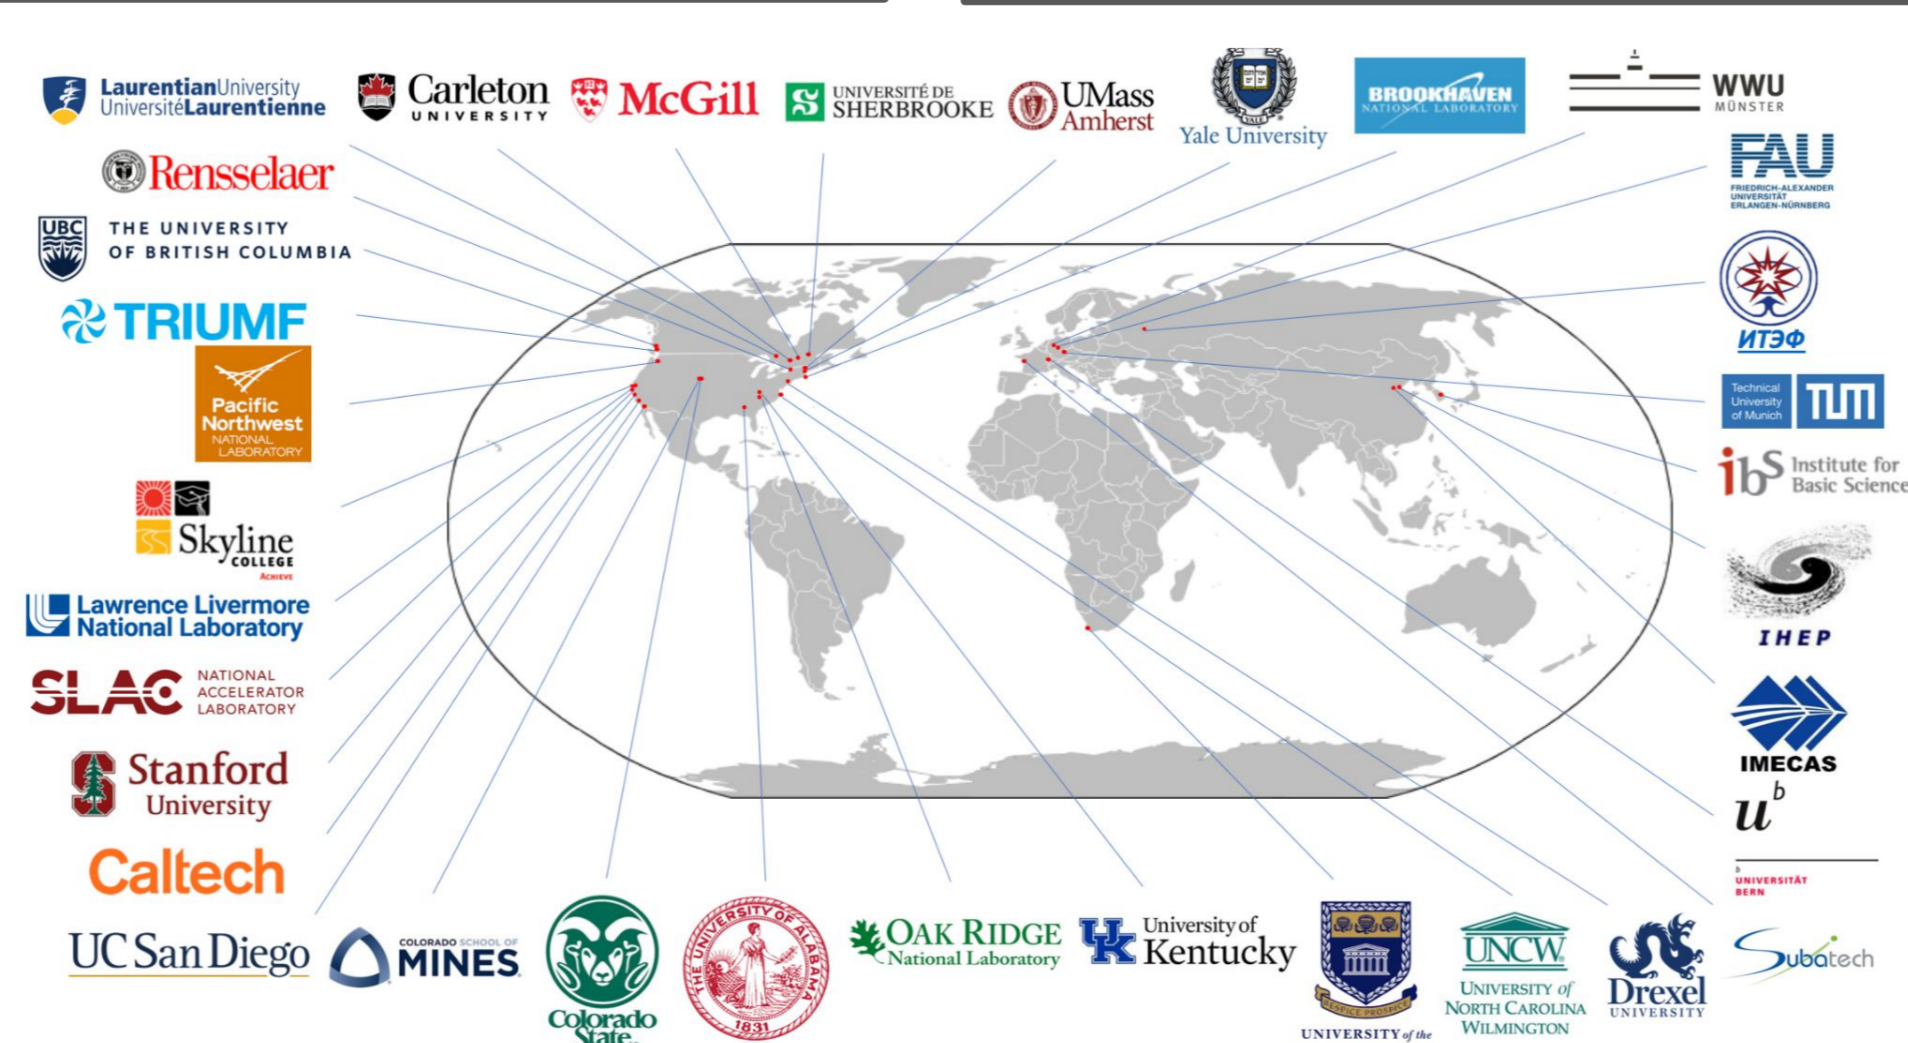 LaurentianUniversity
UniversitéLaurentienne
Carleton
UNIVERSITY
McGill
UNIVERSITÉ DE
SHERBROOKE
UMass
Amherst
YALE
Yale University
BROOKHAVEN
NATIONAL LABORATORY
WWU
MÜNSTER
Rensselaer
UBC
THE UNIVERSITY
OF BRITISH COLUMBIA
TRIUMF
Pacific
Northwest
NATIONAL
LABORATORY
Skyline
COLLEGE
ACHIEVE
Lawrence Livermore
National Laboratory
SLAC
NATIONAL
ACCELERATOR
LABORATORY
Stanford
University
Caltech
UC San Diego
COLORADO SCHOOL OF
MINES
Colorado
State
THE UNIVERSITY OF ALABAMA
1831
OAK RIDGE
National Laboratory
UK
University of
Kentucky
RESPICE PROSPICE
UNIVERSITY of the
UNCW
UNIVERSITY of
NORTH CAROLINA
WILMINGTON
Drexel
UNIVERSITY
Subatech
FAU
FRIEDRICH-ALEXANDER
UNIVERSITÄT
ERLANGEN-NÜRNBERG
ИТЭФ
Technical
University
of Munich
TUM
ibs
Institute for
Basic Science
IHEP
IMECAS
u
b
b
UNIVERSITÄT
BERN